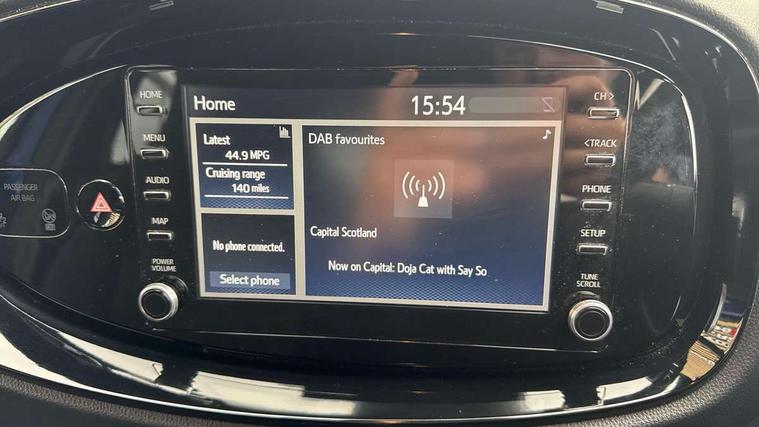 HOME
MENU
AUDIO
MAP
POWER
VOLUME
PASSENGER
AIR BAG
Home
15:54
Latest
44.9 MPG
Cruising range
140 miles
No phone connected.
Select phone
DAB favourites
Capital Scotland
Now on Capital: Doja Cat with Say So
CH >
< TRACK
PHONE
SETUP
TUNE
SCROLL